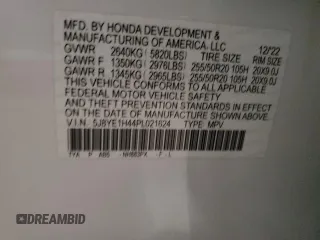 MFD. BY HONDA DEVELOPMENT &
MANUFACTURING OF AMERICA, LLC 12/22
GVWR 2640KG (5820LBS) TIRE SIZE RIM SIZE
GAWR F 1350KG (2976LBS) 255/50R20 105H 20X9.0J
GAWR R 1345KG (2965LBS) 255/50R20 105H 20X9.0J
THIS VEHICLE CONFORMS TO ALL APPLICABLE
FEDERAL MOTOR VEHICLE SAFETY AND
THEFT PREVENTION STANDARDS IN EFFECT ON
THE DATE OF MANUFACTURE SHOWN ABOVE.
V.I.N. 5J8YE1H44PL021624 TYPE: MPV
DREAMBID